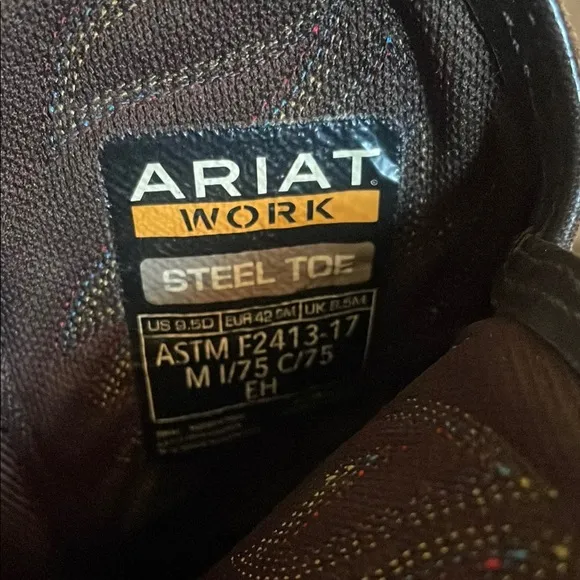 ARIAT
WORK
STEEL TOE
US 9.5D EUR 42.5M UK 8.5M
ASTM F2413-17
M I/75 C/75
EH